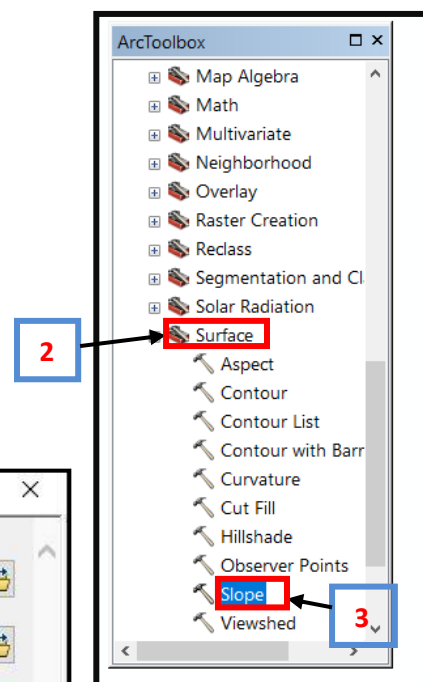 ArcToolbox
Map Algebra
Math
Multivariate
Neighborhood
Overlay
Raster Creation
Reclass
Segmentation and Cl
Solar Radiation
2
Surface
Aspect
Contour
Contour List
Contour with Barr
Curvature
Cut Fill
Hillshade
Observer Points
Slope
3
Viewshed